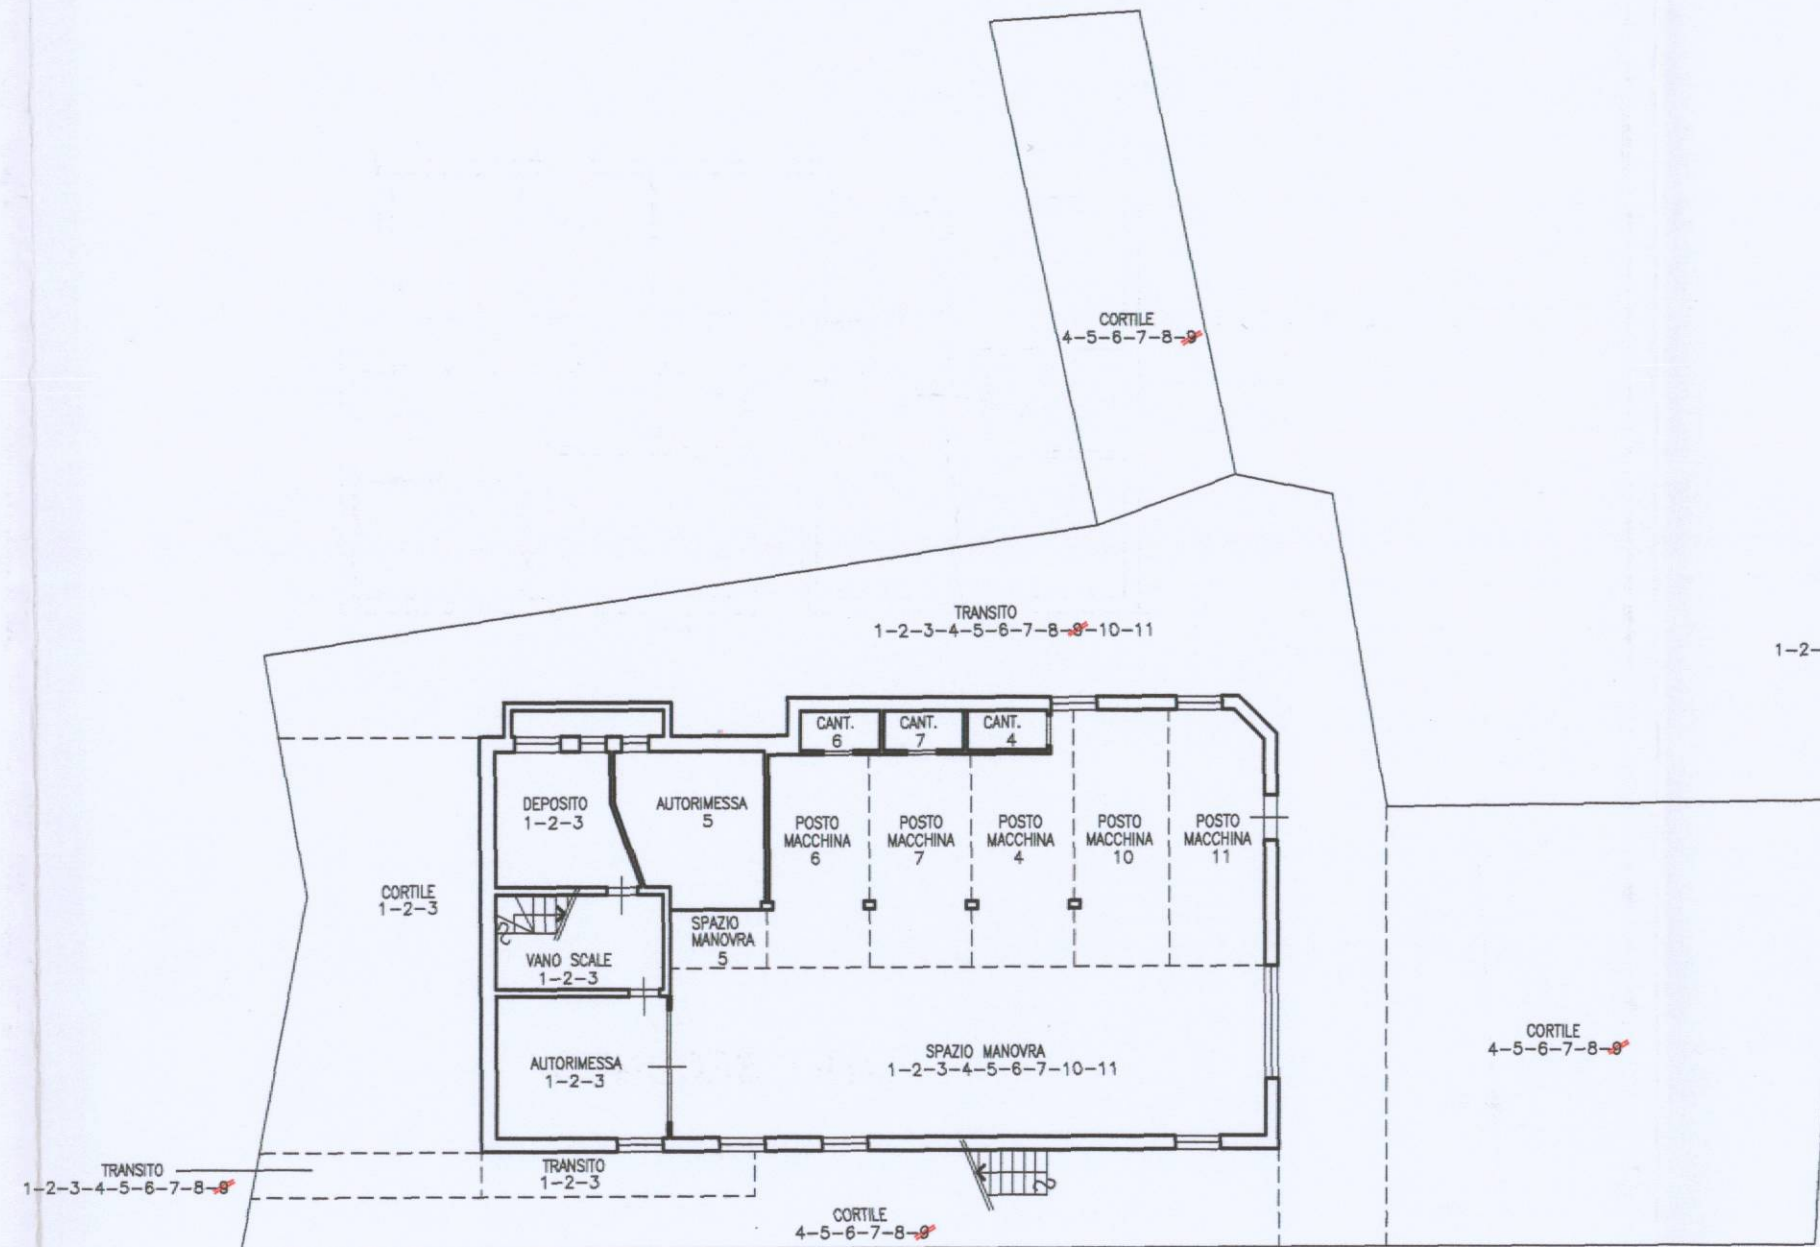 CORTILE
4-5-6-7-8-9
TRANSITO
1-2-3-4-5-6-7-8-9-10-11
1-2-
CANT.
6
CANT.
7
CANT.
4
DEPOSITO
1-2-3
AUTORIMESSA
5
POSTO
MACCHINA
6
POSTO
MACCHINA
7
POSTO
MACCHINA
4
POSTO
MACCHINA
10
POSTO
MACCHINA
11
CORTILE
1-2-3
SPAZIO
MANOVRA
5
VANO SCALE
1-2-3
AUTORIMESSA
1-2-3
SPAZIO MANOVRA
1-2-3-4-5-6-7-10-11
CORTILE
4-5-6-7-8-9
TRANSITO
1-2-3-4-5-6-7-8-9
TRANSITO
1-2-3
CORTILE
4-5-6-7-8-9